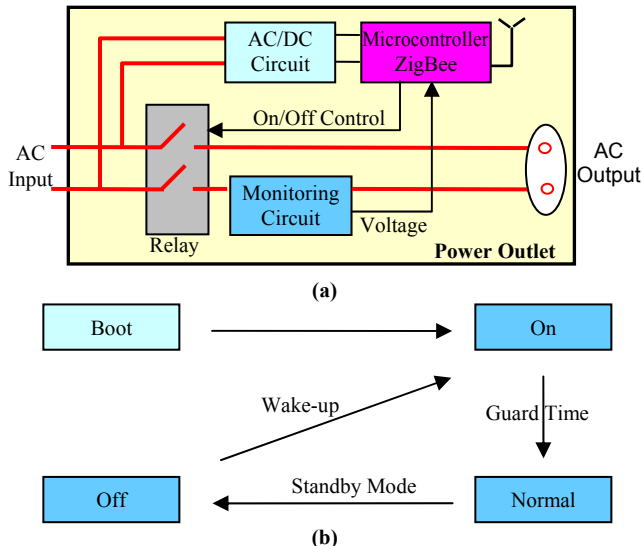 AC/DC
Circuit
Microcontroller
ZigBee
On/Off Control
AC
Input
Monitoring
Circuit
AC
Output
Voltage
Relay
Power Outlet
(a)
Boot
On
Wake-up
Guard Time
Off
Standby Mode
Normal
(b)